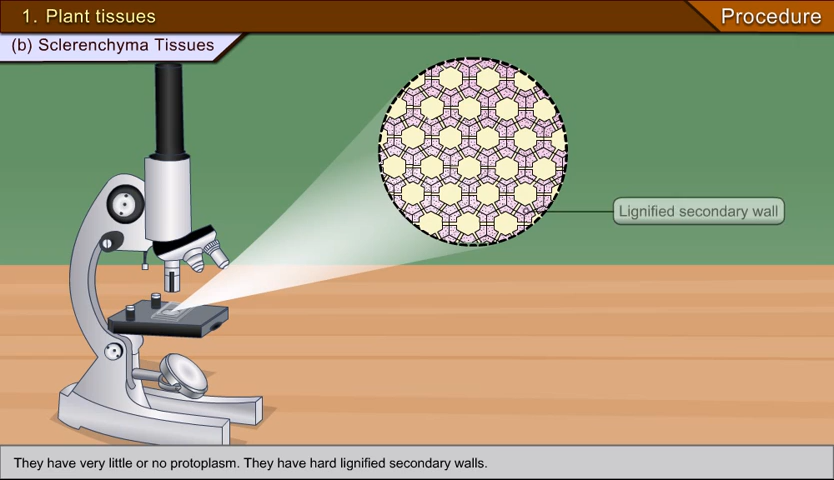 1. Plant tissues
Procedure
(b) Sclerenchyma Tissues
Lignified secondary wall
They have very little or no protoplasm. They have hard lignified secondary walls.